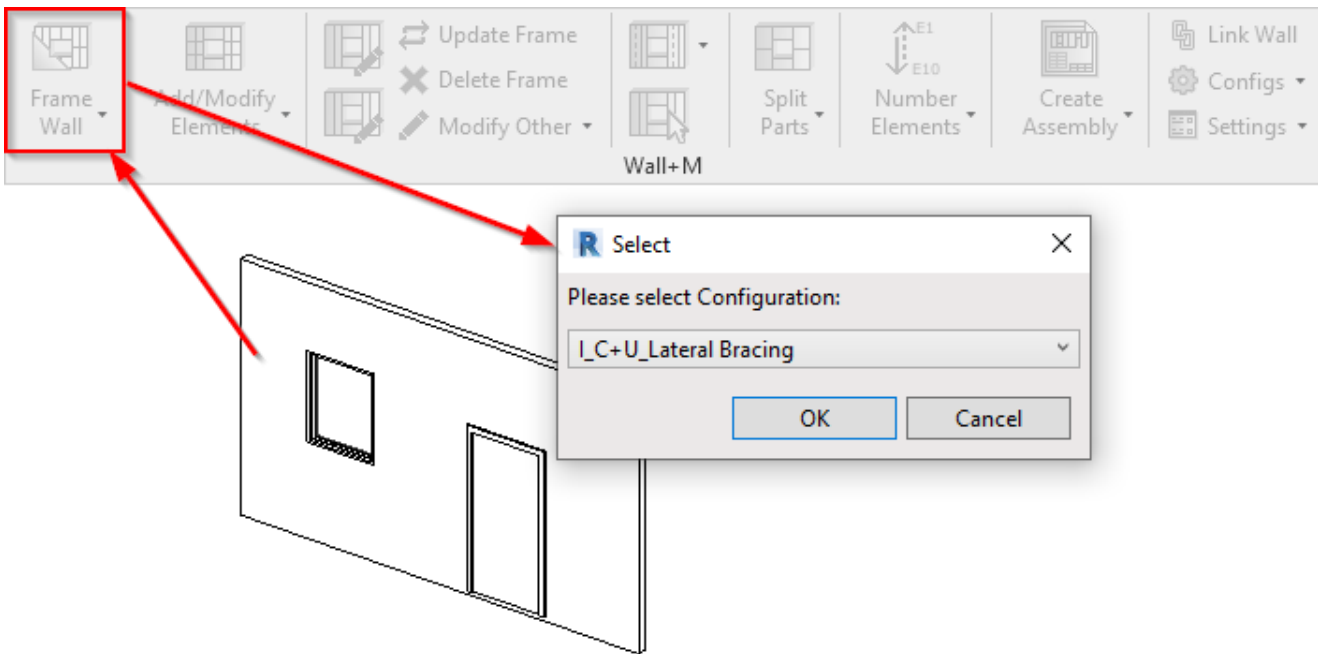 Frame
Wall
Add/Modify
Elements
Update Frame
Delete Frame
Modify Other
Split
Parts
E1
E10
Number
Elements
Create
Assembly
Link Wall
Configs
Settings
Wall+M
R Select
Please select Configuration:
I_C+U_Lateral Bracing
OK Cancel